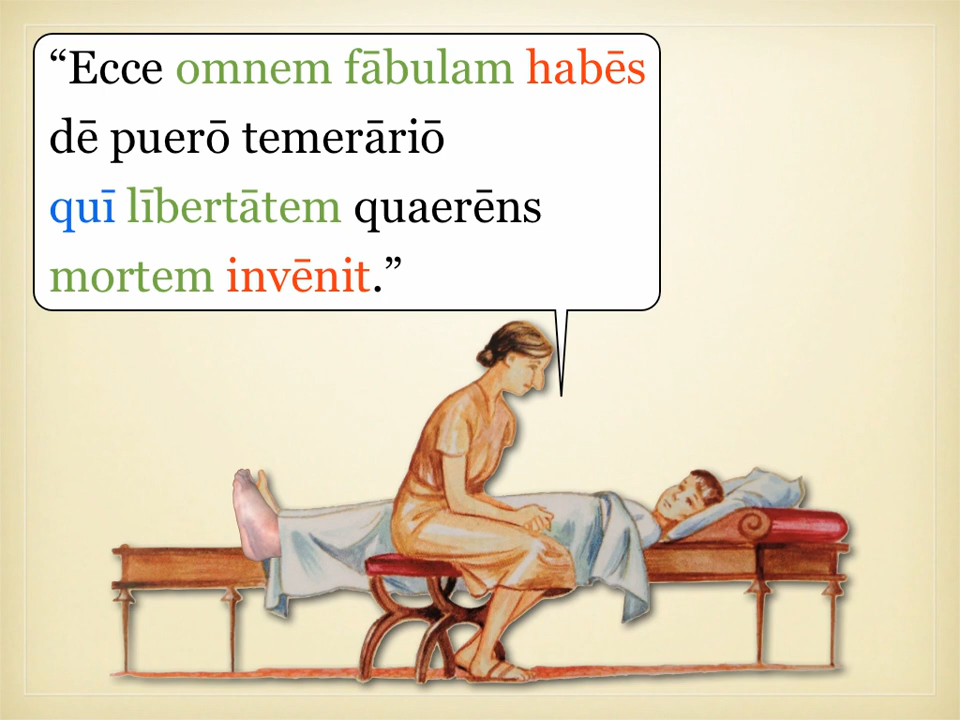 “Ecce omnem fābulam habēs
dē puerō temerāriō
quī lībertātem quaerēns
mortem invēnit.”